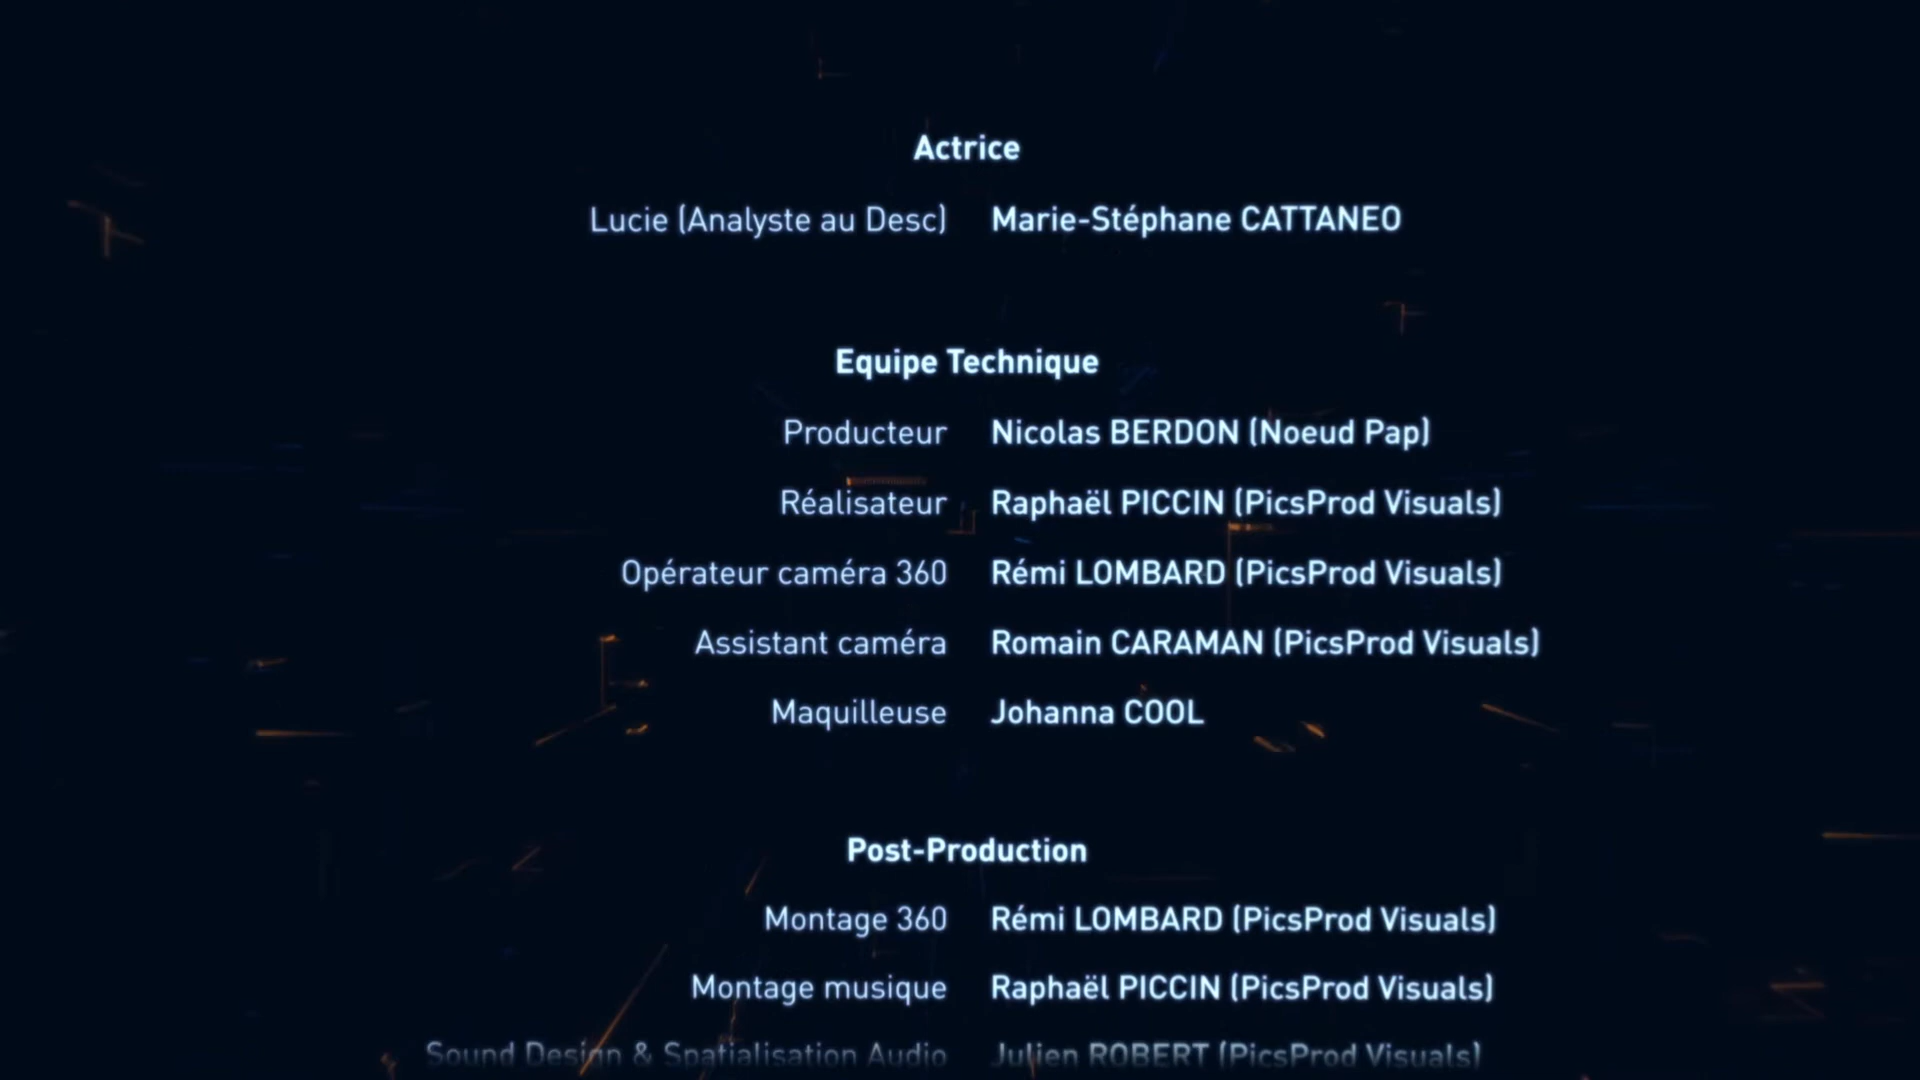 Actrice
Lucie (Analyste au Desc) Marie-Stéphane CATTANEO
Equipe Technique
Producteur Nicolas BERDON (Noeud Pap)
Réalisateur Raphaël PICCIN (PicsProd Visuals)
Opérateur caméra 360 Rémi LOMBARD (PicsProd Visuals)
Assistant caméra Romain CARAMAN (PicsProd Visuals)
Maquilleuse Johanna COOL
Post-Production
Montage 360 Rémi LOMBARD (PicsProd Visuals)
Montage musique Raphaël PICCIN (PicsProd Visuals)
Sound Design & Spatialisation Audio Julien ROBERT (PicsProd Visuals)